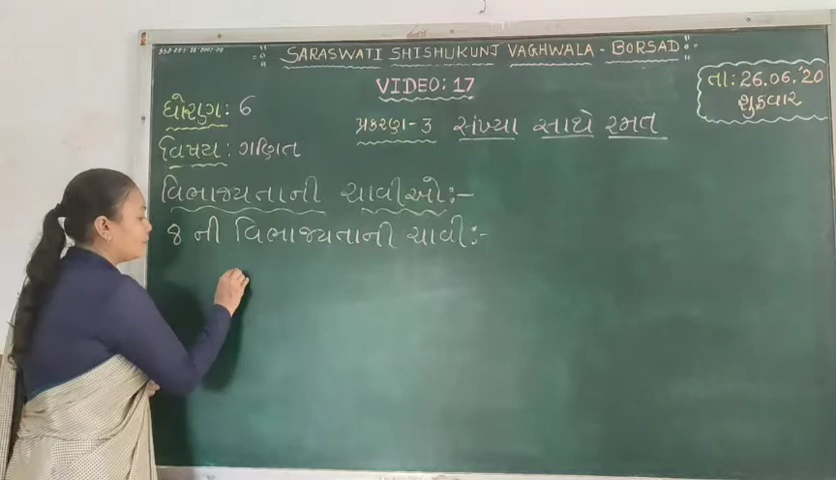 SARASWATI SHISHUKUNJ VAGHWALA - BORSAD
VIDEO: 17
તા: 26.06.'20
શુક્રવાર
ધોરણ: 6
પ્રકરણ-3 સંખ્યા સાથે રમત
વિષય: ગણિત
વિભાજ્યતાની ચાવીઓ:-
8 ની વિભાજ્યતાની ચાવી:-